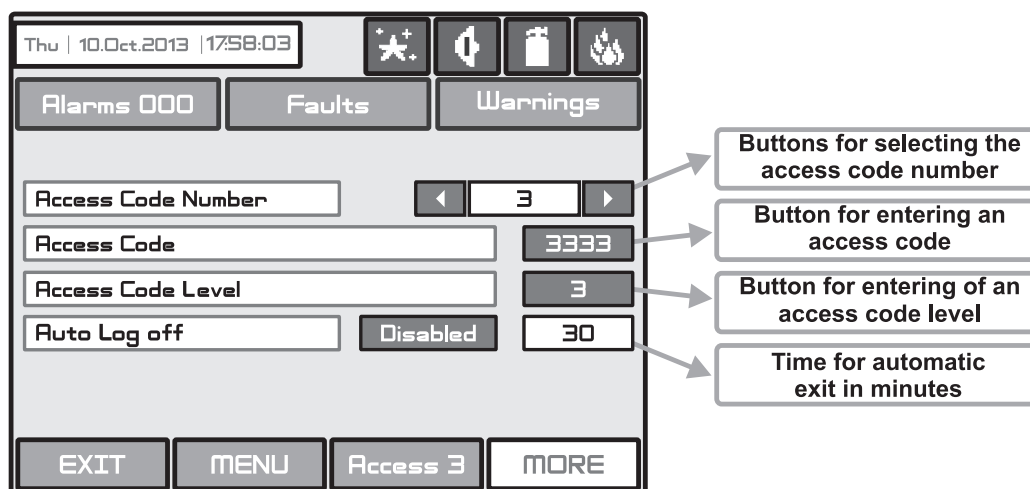 Thu | 10.Oct.2013 | 17:58:03
Alarms 000 Faults Warnings
Access Code Number 3
Access Code 3333
Access Code Level 3
Auto Log off Disabled 30
EXIT MENU Access 3 MORE
Buttons for selecting the
access code number
Button for entering an
access code
Button for entering of an
access code level
Time for automatic
exit in minutes